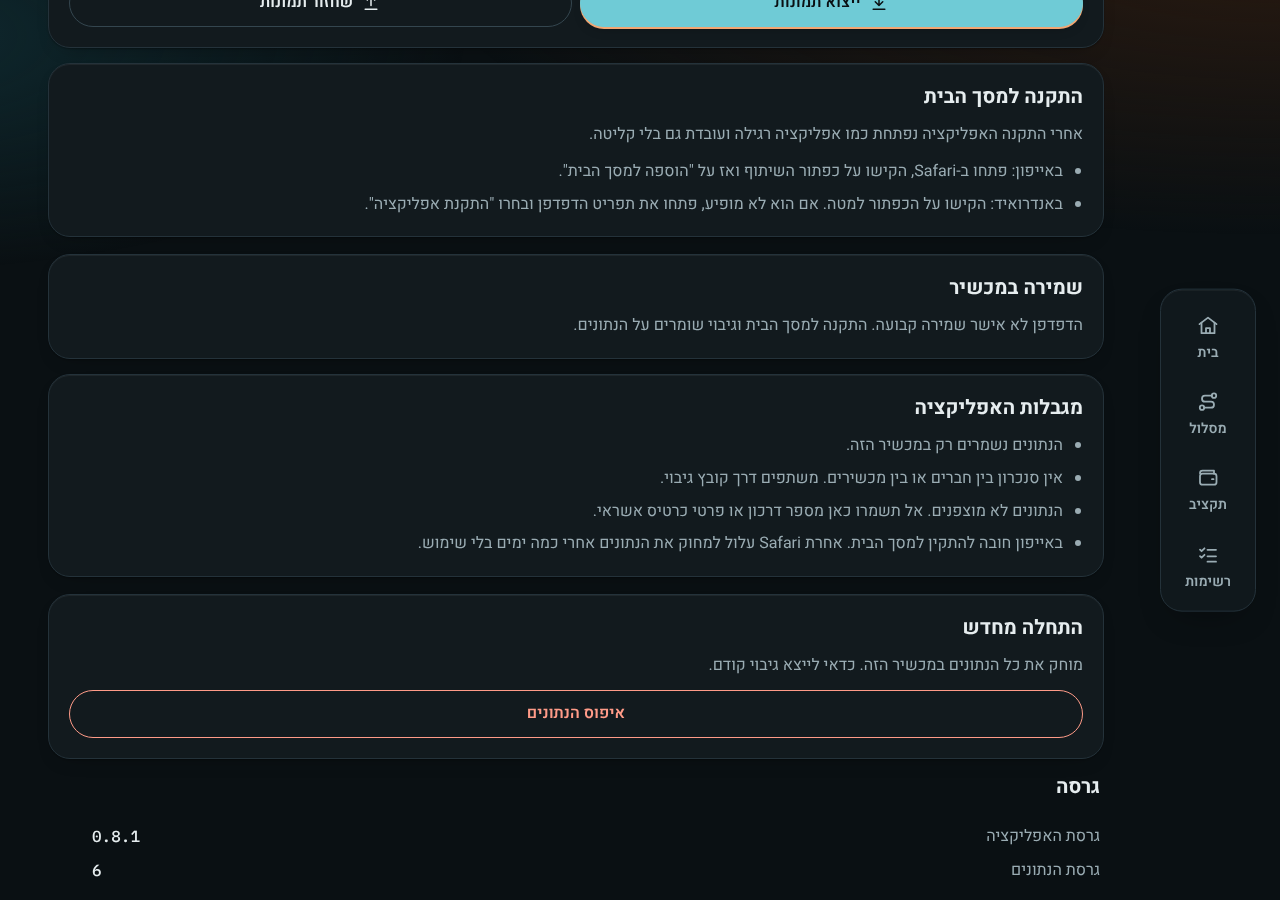 ייצוא תמונות
שחזור תמונות
התקנה למסך הבית
אחרי התקנה האפליקציה נפתחת כמו אפליקציה רגילה ועובדת גם בלי קליטה.
באייפון: פתחו ב-Safari, הקישו על כפתור השיתוף ואז על "הוספה למסך הבית".
באנדרואיד: הקישו על הכפתור למטה. אם הוא לא מופיע, פתחו את תפריט הדפדפן ובחרו "התקנת אפליקציה".
שמירה במכשיר
הדפדפן לא אישר שמירה קבועה. התקנה למסך הבית וגיבוי שומרים על הנתונים.
מגבלות האפליקציה
הנתונים נשמרים רק במכשיר הזה.
אין סנכרון בין חברים או בין מכשירים. משתפים דרך קובץ גיבוי.
הנתונים לא מוצפנים. אל תשמרו כאן מספר דרכון או פרטי כרטיס אשראי.
באייפון חובה להתקין למסך הבית. אחרת Safari עלול למחוק את הנתונים אחרי כמה ימים בלי שימוש.
התחלה מחדש
מוחק את כל הנתונים במכשיר הזה. כדאי לייצא גיבוי קודם.
איפוס הנתונים
גרסה
גרסת האפליקציה 0.8.1
גרסת הנתונים 6
בית
מסלול
תקציב
רשימות